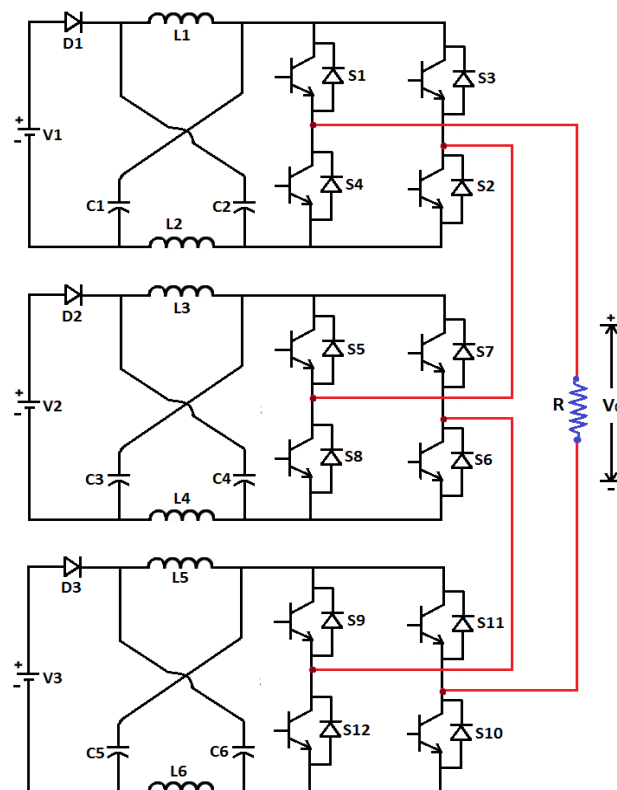 D1
L1
S1
S3
V1
+
-
C1
C2
L2
S4
S2
D2
L3
S5
S7
V2
+
-
C3
C4
L4
S8
S6
R
+
-
D3
L5
S9
S11
V3
+
-
C5
C6
L6
S12
S10